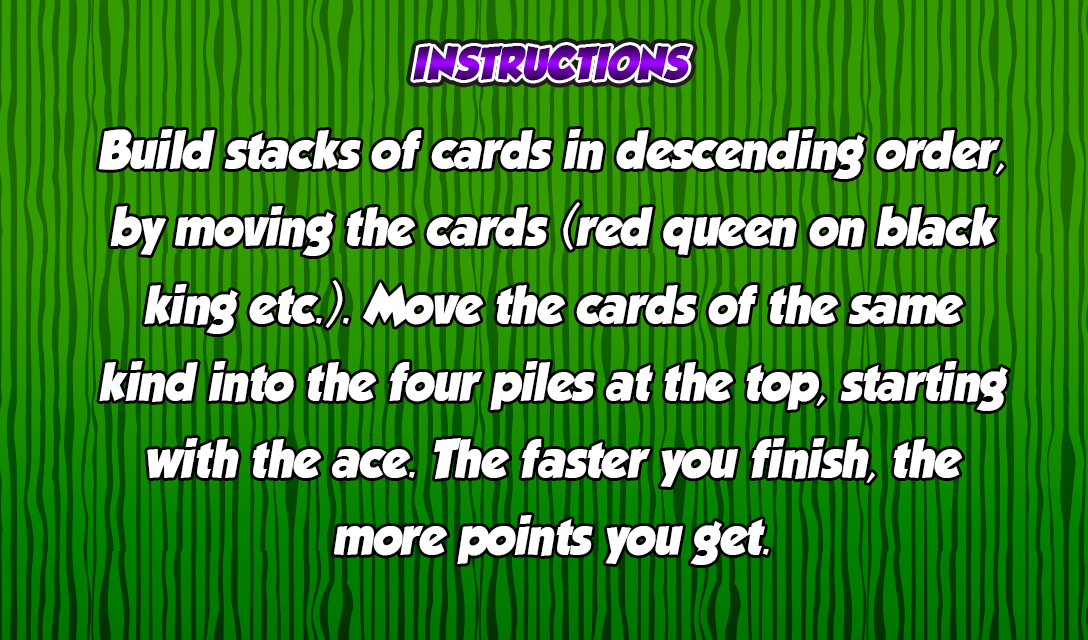 INSTRUCTIONS
Build stacks of cards in descending order,
by moving the cards (red queen on black
king etc.). Move the cards of the same
kind into the four piles at the top, starting
with the ace. The faster you finish, the
more points you get.